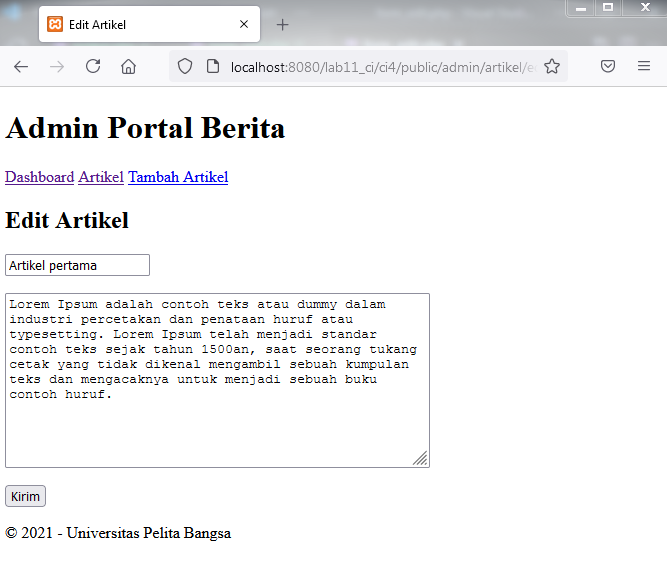 Edit Artikel
localhost:8080/lab11_ci/ci4/public/admin/artikel/
Admin Portal Berita
Dashboard Artikel Tambah Artikel
Edit Artikel
Artikel pertama
Lorem Ipsum adalah contoh teks atau dummy dalam
industri percetakan dan penataan huruf atau
typesetting. Lorem Ipsum telah menjadi standar
contoh teks sejak tahun 1500an, saat seorang tukang
cetak yang tidak dikenal mengambil sebuah kumpulan
teks dan mengacaknya untuk menjadi sebuah buku
contoh huruf.
Kirim
© 2021 - Universitas Pelita Bangsa